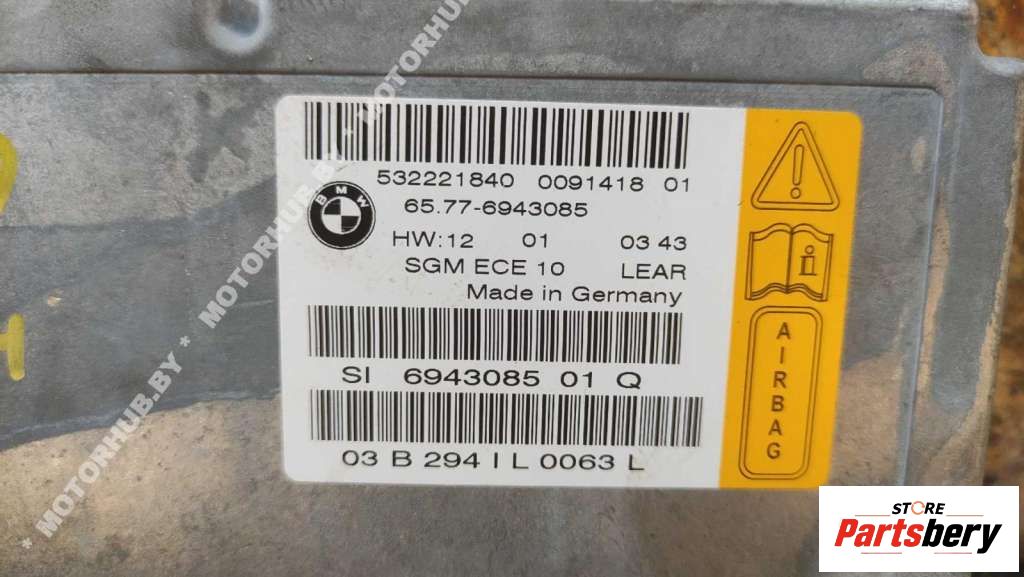 532221840 0091418 01
BMW
65.77-6943085
HW:12 01 03 43
SGM ECE 10 LEAR
Made in Germany
SI 6943085 01 Q
03 B 294 I L 0063 L
i
AIRBAG
* MOTORHUB.BY * MOTORHUB.BY * MOTORHUB.BY
STORE
Partsbery